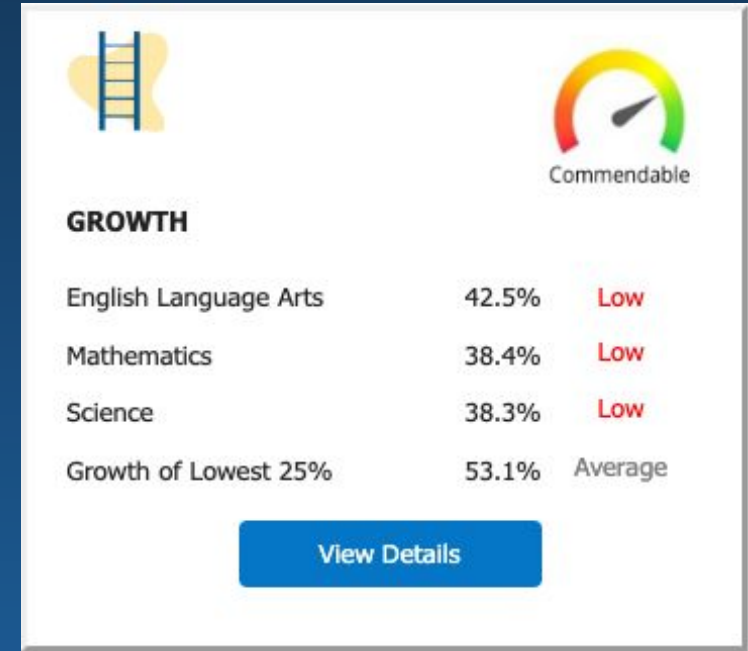 Commendable
GROWTH
English Language Arts 42.5% Low
Mathematics 38.4% Low
Science 38.3% Low
Growth of Lowest 25% 53.1% Average
View Details